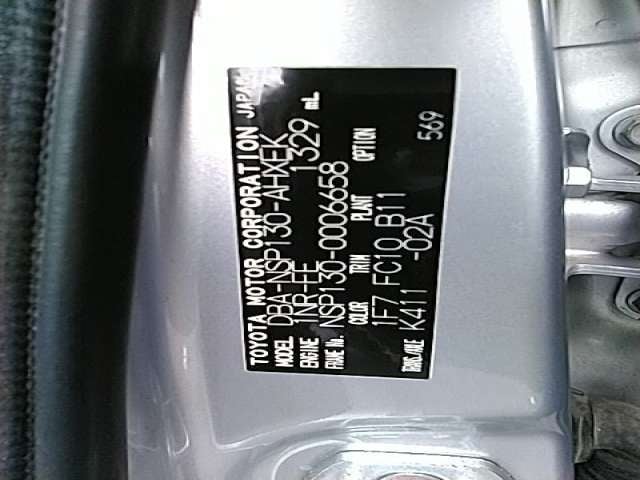 TOYOTA MOTOR CORPORATION JAPAN
MODEL DBA-NSP130-AHXEK
ENGINE 1NR-FE 1329 mL
FRAME No. NSP130-0006658
COLOR TRIM PLANT OPTION
1F7 FC10 B11
TRANS/AXLE K411 -02A 569